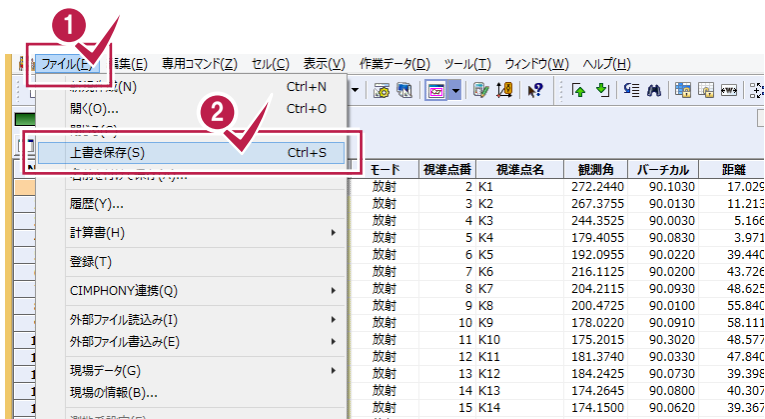 1
ファイル(F) 編集(E) 専用コマンド(Z) セル(C) 表示(V) 作業データ(D) ツール(T) ウィンドウ(W) ヘルプ(H)
(N) Ctrl+N
開く(O)... Ctrl+O
2
上書き保存(S) Ctrl+S
名前を付けて保存(A)...
履歴(Y)...
計算書(H)
登録(T)
CIMPHONY連携(Q)
外部ファイル読込み(I)
外部ファイル書込み(E)
現場データ(G)
現場の情報(B)...
モード 視準点番 視準点名 観測角 バーチカル 距離
放射 2 K1 272.2440 90.1030 17.029
放射 3 K2 267.3755 90.0130 11.213
放射 4 K3 244.3525 90.0030 5.166
放射 5 K4 179.4055 90.0830 3.971
放射 6 K5 192.0955 90.0220 39.440
放射 7 K6 216.1125 90.0200 43.726
放射 8 K7 204.2115 90.0930 48.625
放射 9 K8 200.4725 90.0100 55.840
放射 10 K9 178.0220 90.0910 58.111
放射 11 K10 175.2015 90.3020 48.577
放射 12 K11 181.3740 90.0330 47.840
放射 13 K12 184.2425 90.0730 39.398
放射 14 K13 174.2645 90.0800 40.307
放射 15 K14 174.1500 90.0620 39.367